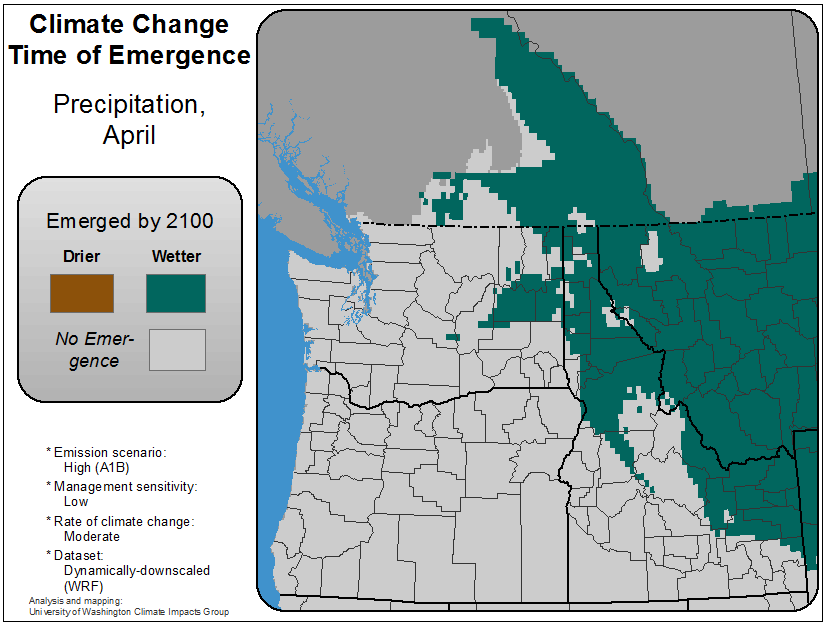 Climate Change
Time of Emergence
Precipitation,
April
Emerged by 2100
Drier Wetter
No Emer-
gence
* Emission scenario:
High (A1B)
* Management sensitivity:
Low
* Rate of climate change:
Moderate
* Dataset:
Dynamically-downscaled
(WRF)
Analysis and mapping:
University of Washington Climate Impacts Group